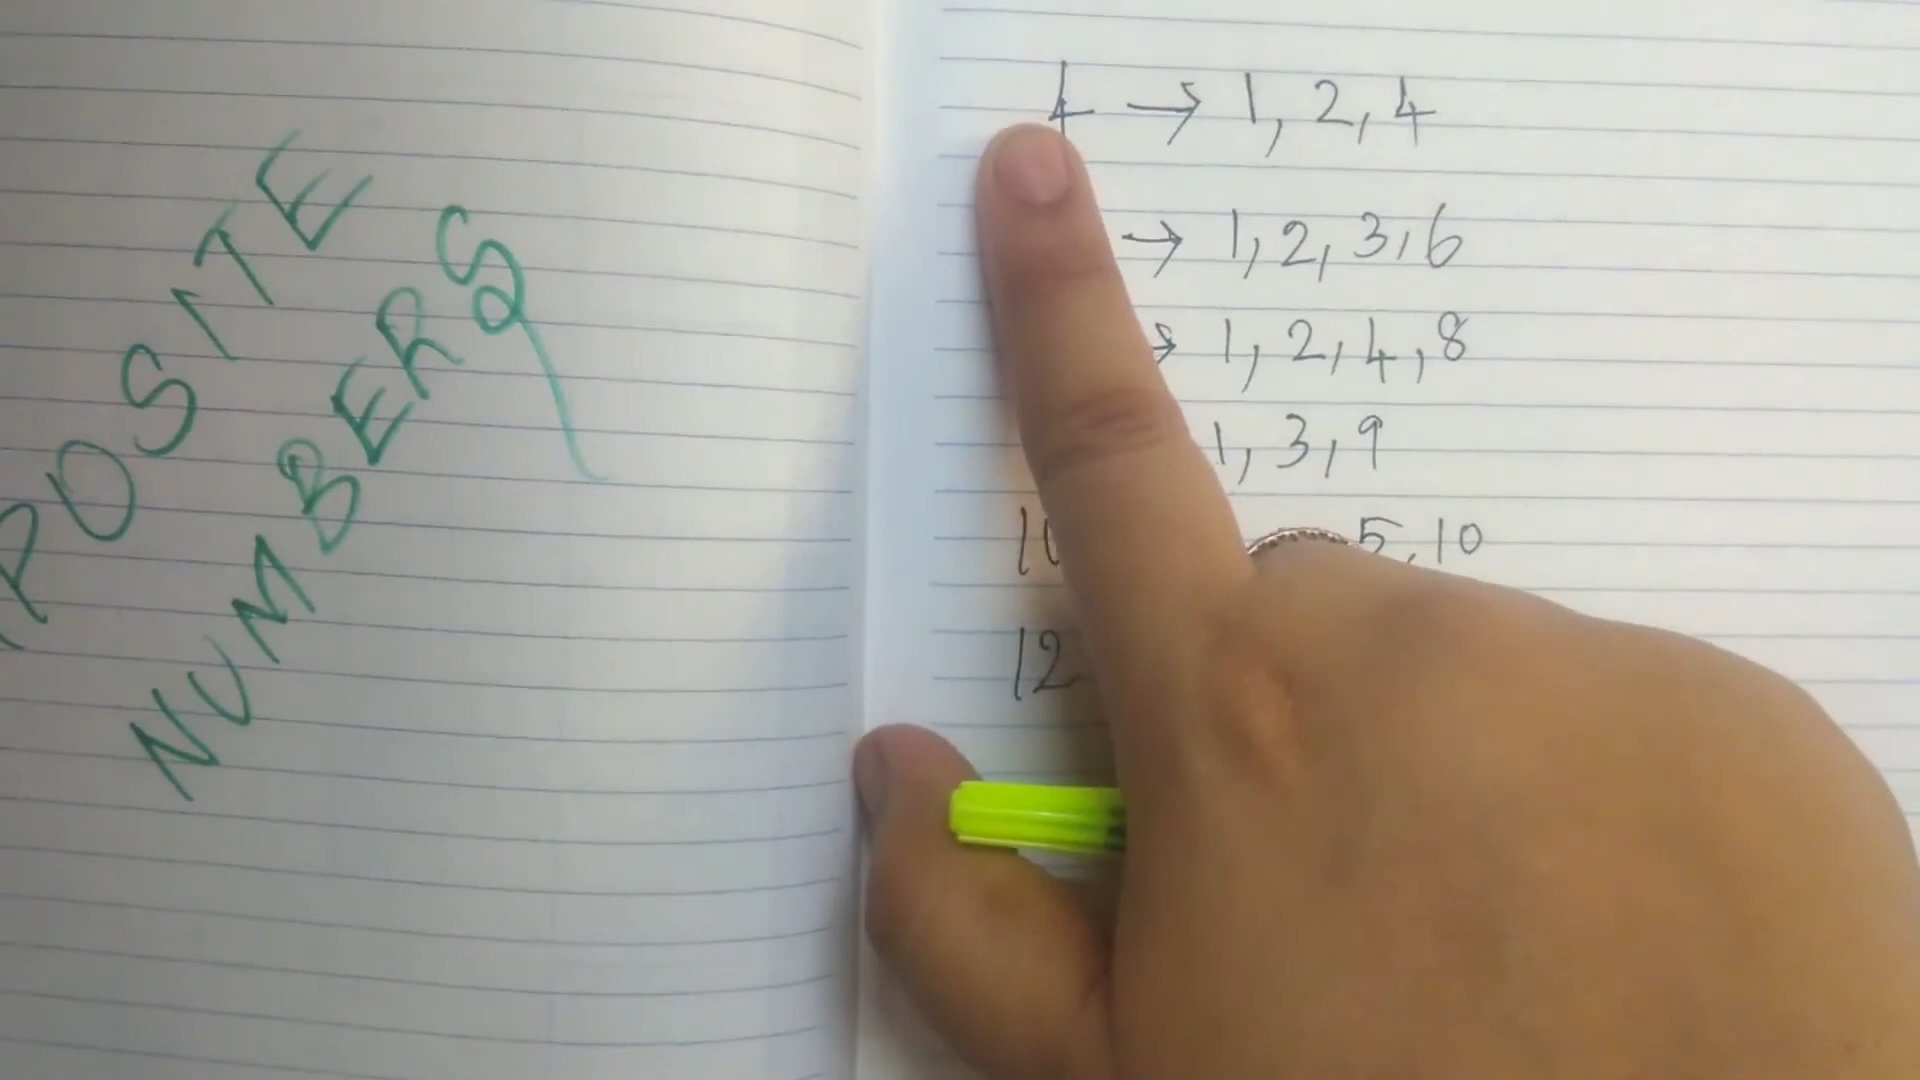 POSITE
NUMBERS
4 → 1, 2, 4
→ 1, 2, 3, 6
→ 1, 2, 4, 8
1, 3, 9
10 5, 10
12